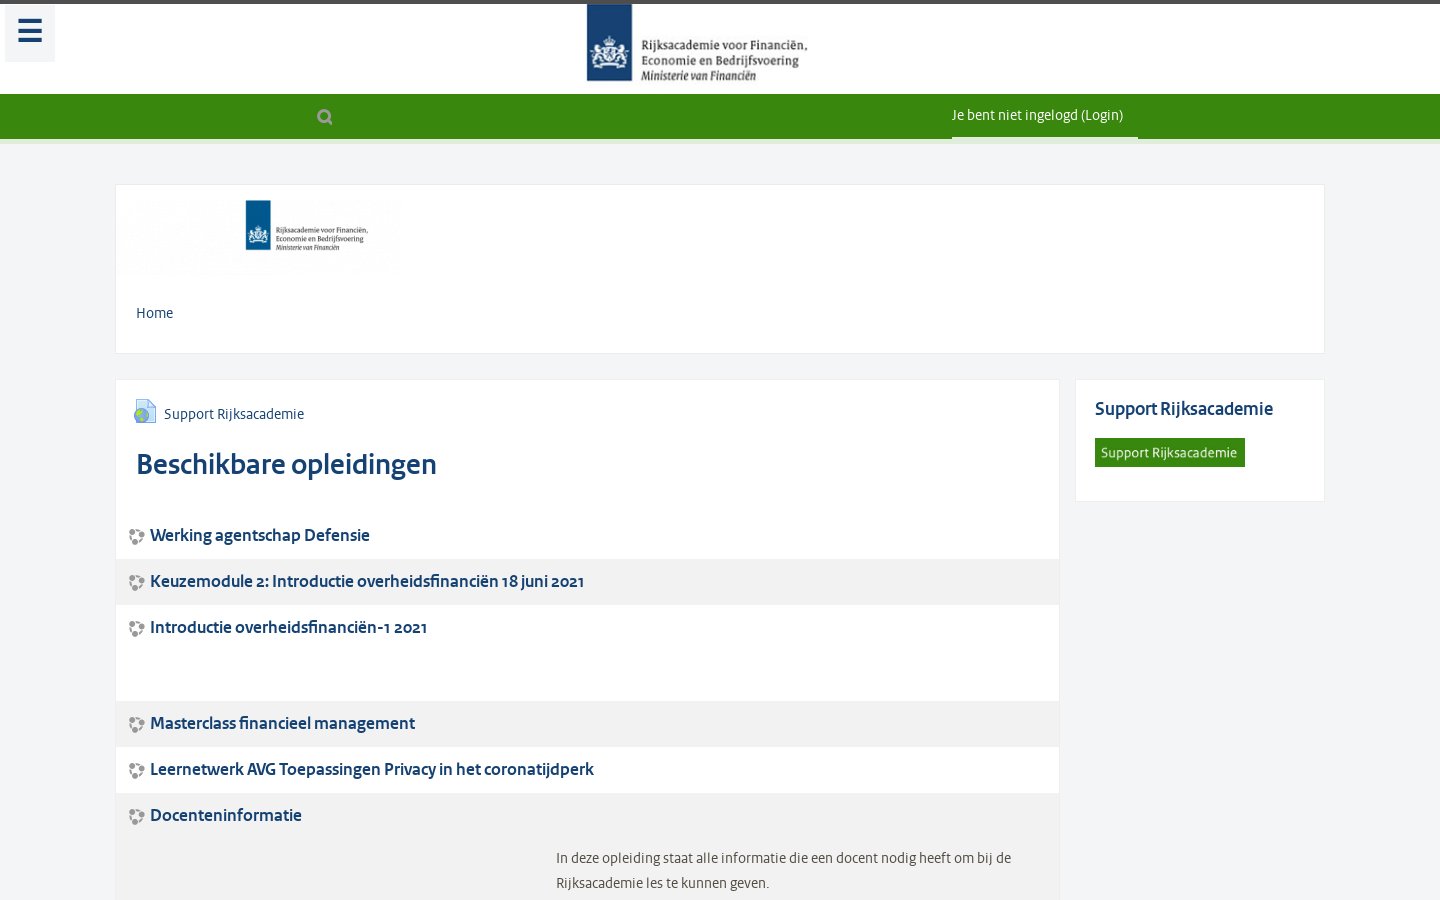 Rijksacademie voor Financiën,
Economie en Bedrijfsvoering
Ministerie van Financiën
Je bent niet ingelogd (Login)
Rijksacademie voor Financiën,
Economie en Bedrijfsvoering
Ministerie van Financiën
Home
Support Rijksacademie
Beschikbare opleidingen
Werking agentschap Defensie
Keuzemodule 2: Introductie overheidsfinanciën 18 juni 2021
Introductie overheidsfinanciën-1 2021
Masterclass financieel management
Leernetwerk AVG Toepassingen Privacy in het coronatijdperk
Docenteninformatie
In deze opleiding staat alle informatie die een docent nodig heeft om bij de
Rijksacademie les te kunnen geven.
Support Rijksacademie
Support Rijksacademie